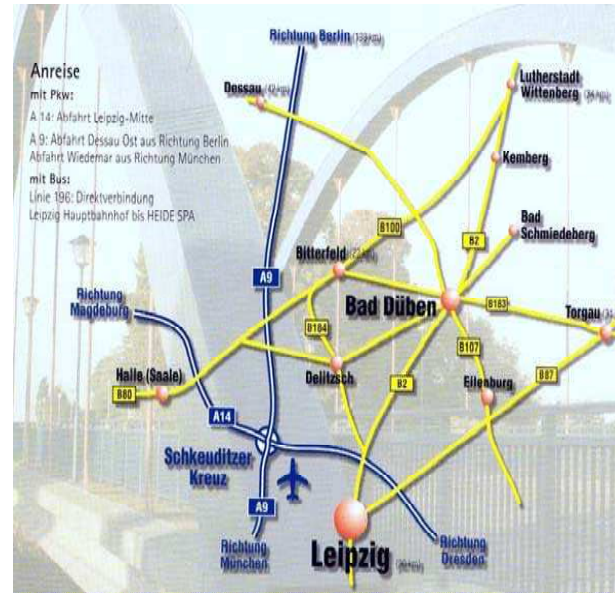 Anreise
mit Pkw:
A 14: Abfahrt Leipzig-Mitte
A 9: Abfahrt Dessau Ost aus Richtung Berlin
Abfahrt Wiedemar aus Richtung München
mit Bus:
Linie 196: Direktverbindung
Leipzig Hauptbahnhof bis HEIDE SPA
Richtung Berlin
Dessau
Lutherstadt
Wittenberg
Kemberg
Bad
Schmiedeberg
B100
B2
Bitterfeld
A9
Bad Düben
B183
Torgau
Richtung
Magdeburg
B184
B107
Halle (Saale)
Delitzsch
B2
B87
Eilenburg
B80
A14
Schkeuditzer
Kreuz
A9
Richtung
München
Leipzig
Richtung
Dresden